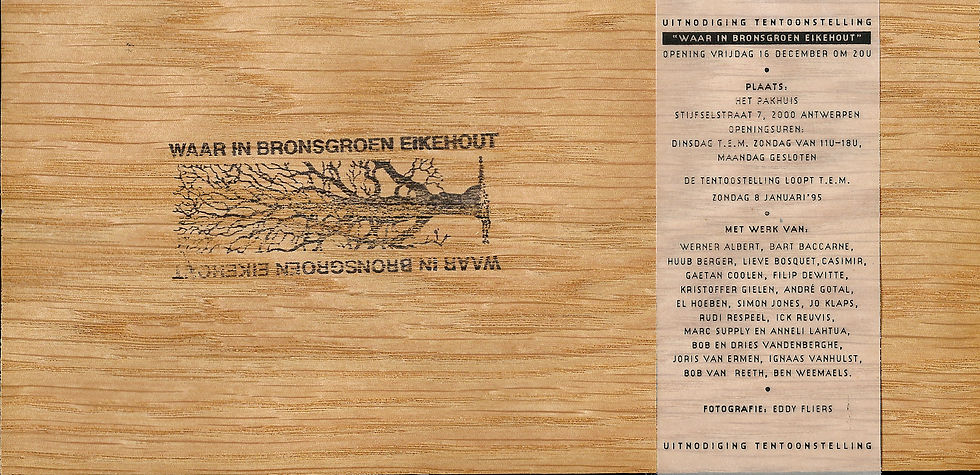 WAAR IN BRONSGROEN EIKEHOUT
WAAR IN BRONSGROEN EIKEHOUT
UITNODIGING TENTOONSTELLING
"WAAR IN BRONSGROEN EIKEHOUT"
OPENING VRIJDAG 16 DECEMBER OM 20U
PLAATS:
HET PAKHUIS
STIJFSELSTRAAT 7, 2000 ANTWERPEN
OPENINGSUREN:
DINSDAG T.E.M. ZONDAG VAN 11U-18U,
MAANDAG GESLOTEN
DE TENTOOSTELLING LOOPT T.E.M.
ZONDAG 8 JANUARI'95
MET WERK VAN:
WERNER ALBERT, BART BACCARNE,
HUUB BERGER, LIEVE BOSQUET,CASIMIR,
GAETAN COOLEN, FILIP DEWITTE,
KRISTOFFER GIELEN, ANDRÉ GOTAL,
EL HOEBEN, SIMON JONES, JO KLAPS,
RUDI RESPEEL, ICK REUVIS,
MARC SUPPLY EN ANNELI LAHTUA,
BOB EN DRIES VANDENBERGHE,
JORIS VAN ERMEN, IGNAAS VANHULST,
BOB VAN REETH, BEN WEEMAELS.
FOTOGRAFIE: EDDY FLIERS
UITNODIGING TENTOONSTELLING